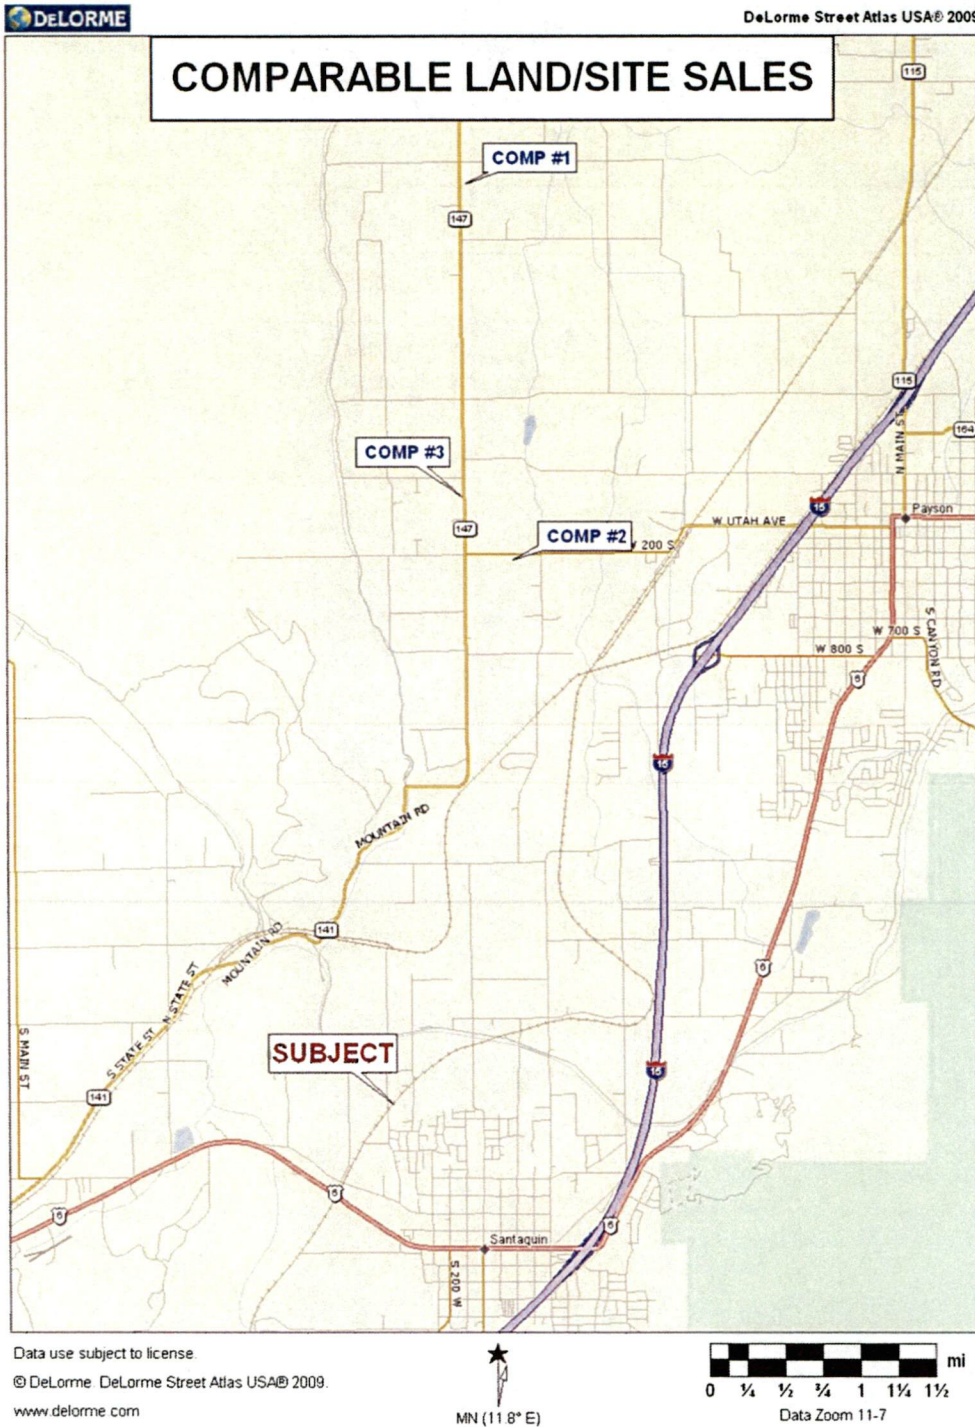 DELORME
DeLorme Street Atlas USA® 2009
COMPARABLE LAND/SITE SALES
115
COMP #1
147
115
N MAIN ST
164
COMP #3
15
Payson
147
W UTAH AVE
COMP #2
W 200 S
W 700 S
S CANYON RD
W 800 S
6
15
MOUNTAIN RD
141
MOUNTAIN RD
6
N STATE ST
S STATE ST
S MAIN ST
SUBJECT
15
141
6
6
6
Santaquin
S 200 W
Data use subject to license.
© DeLorme. DeLorme Street Atlas USA® 2009.
www.delorme.com
MN (11.8° E)
mi
0 ¼ ½ ¾ 1 1¼ 1½
Data Zoom 11-7